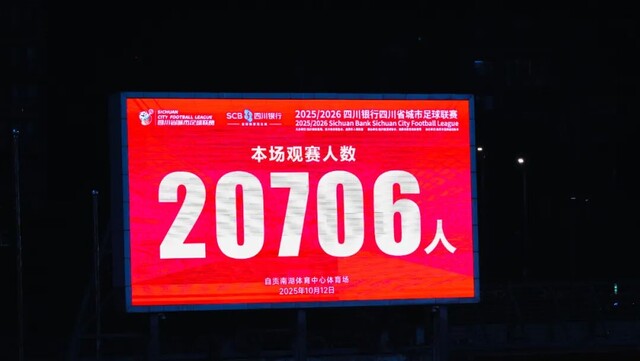 SICHUAN
CITY FOOTBALL LEAGUE
四川省城市足球联赛
SCB 四川银行
2025/2026 四川银行四川省城市足球联赛
2025/2026 Sichuan Bank Sichuan City Football League
本场观赛人数
20706人
自贡南湖体育中心体育场
2025年10月12日